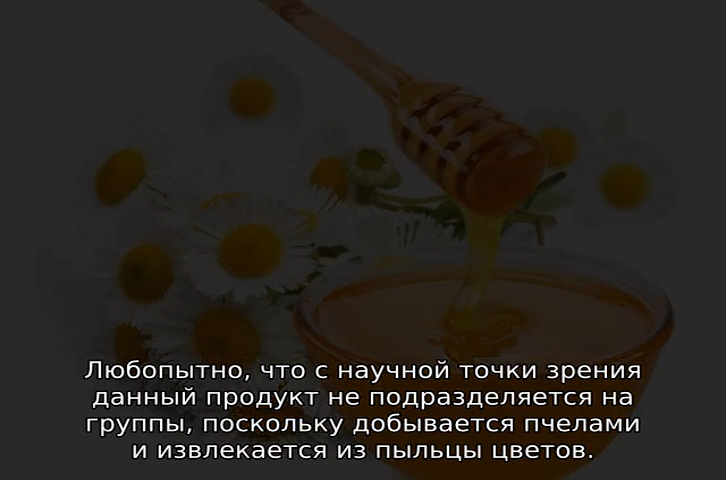 Любопытно, что с научной точки зрения
данный продукт не подразделяется на
группы, поскольку добывается пчелами
и извлекается из пыльцы цветов.